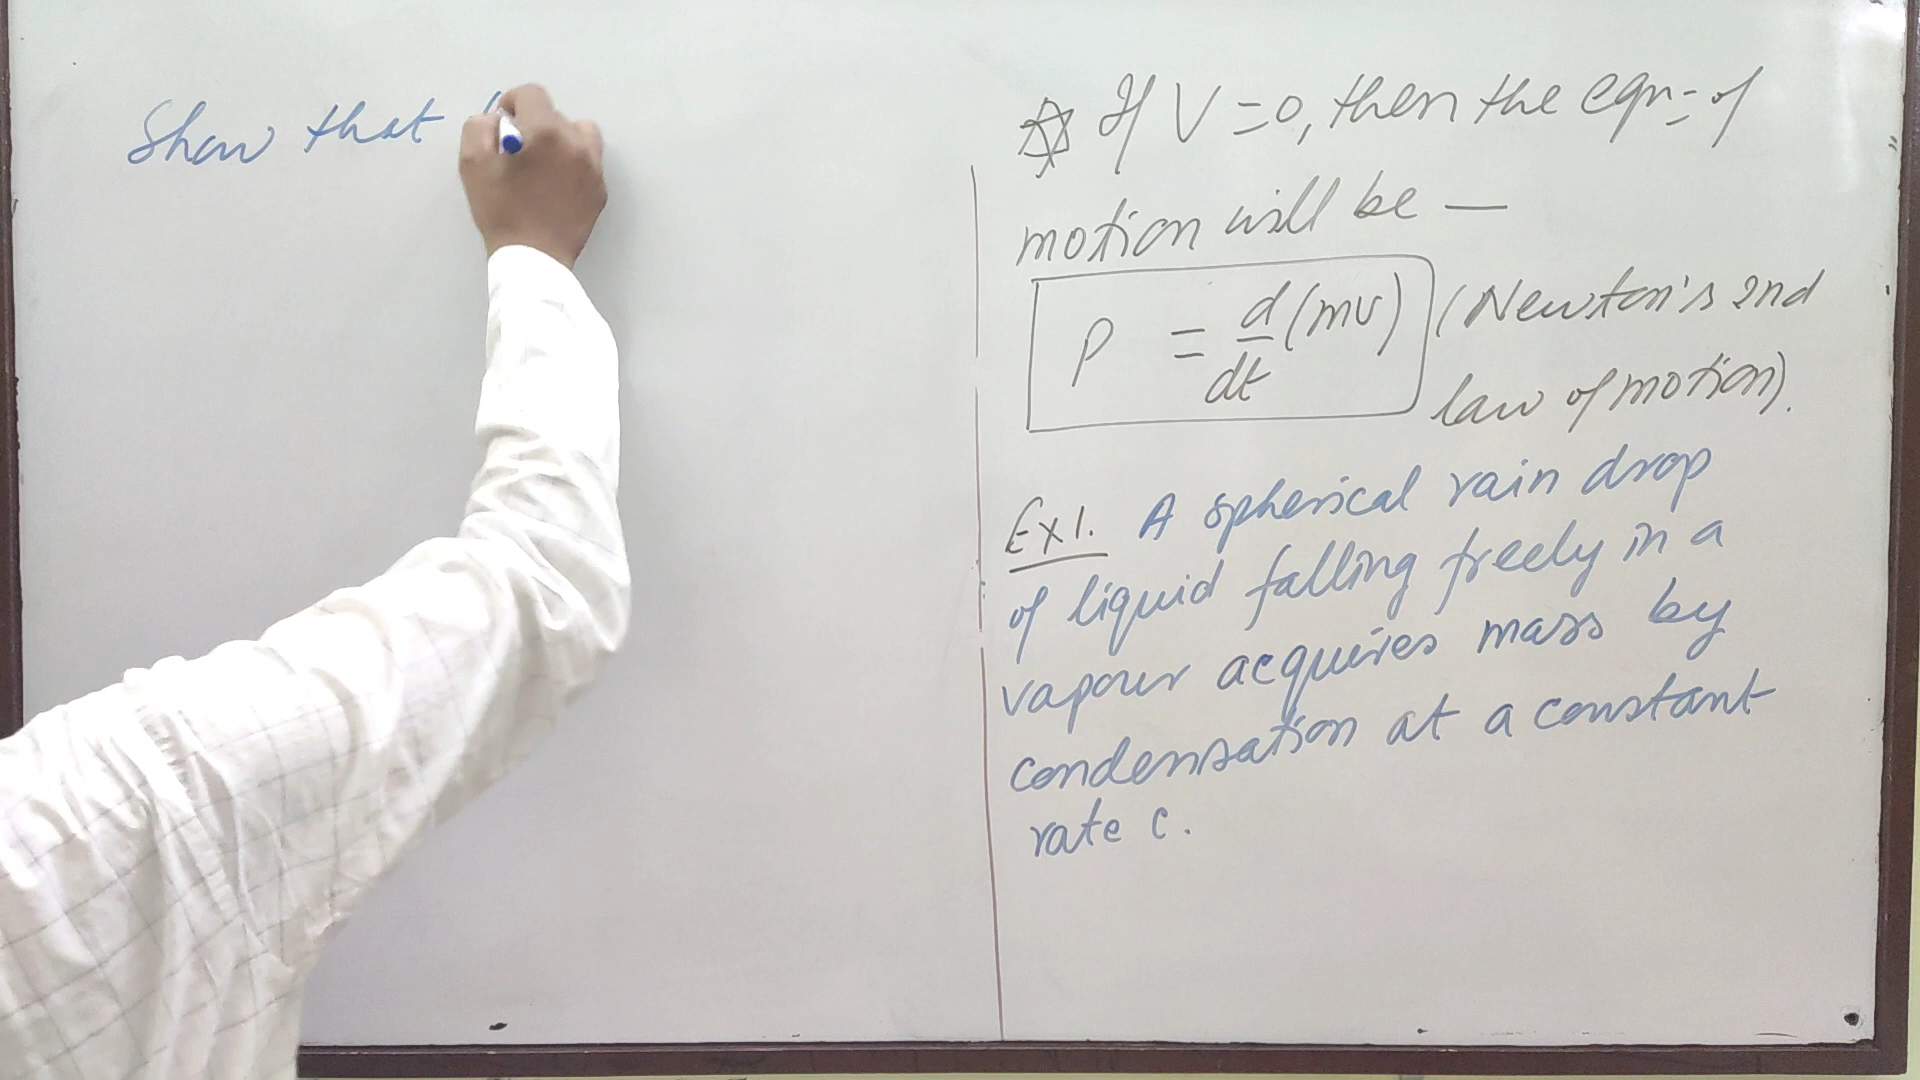 ☆ If V=0, then the eqn= of
motion will be —
P = d/dt (mv) (Newton's 2nd
law of motion).
Ex1. A spherical rain drop
of liquid falling freely in a
vapour acquires mass by
condensation at a constant
rate c.
Show that